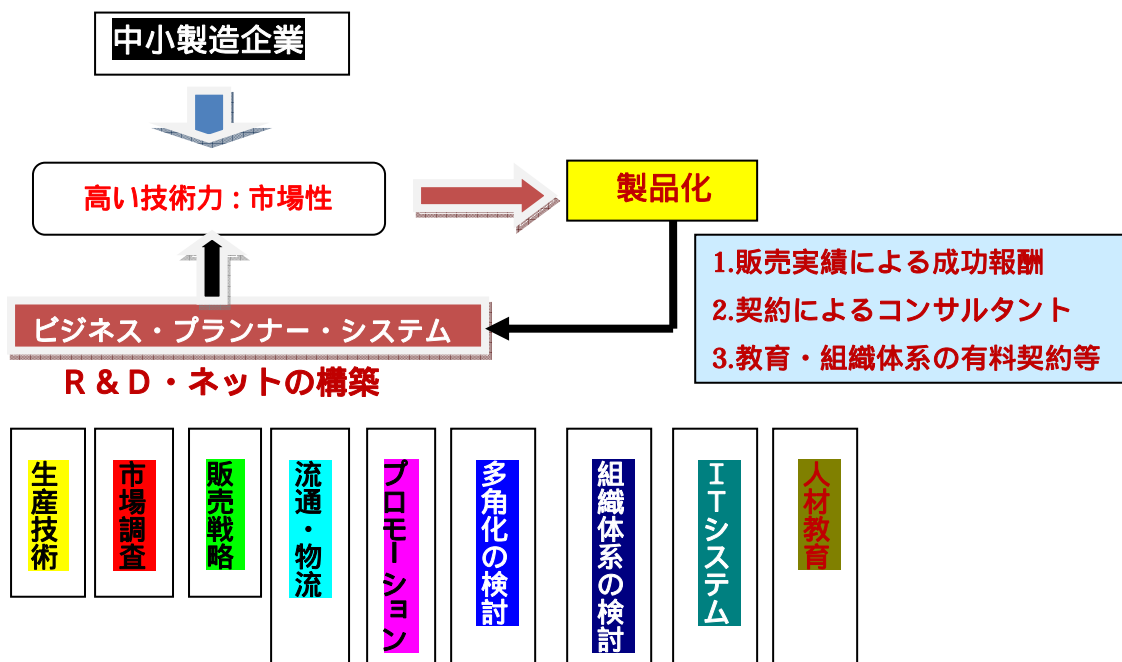 中小製造企業
高い技術力：市場性
製品化
1.販売実績による成功報酬
2.契約によるコンサルタント
3.教育・組織体系の有料契約等
ビジネス・プランナー・システム
Ｒ＆Ｄ・ネットの構築
生産技術
市場調査
販売戦略
流通・物流
プロモーション
多角化の検討
組織体系の検討
ＩＴシステム
人材教育